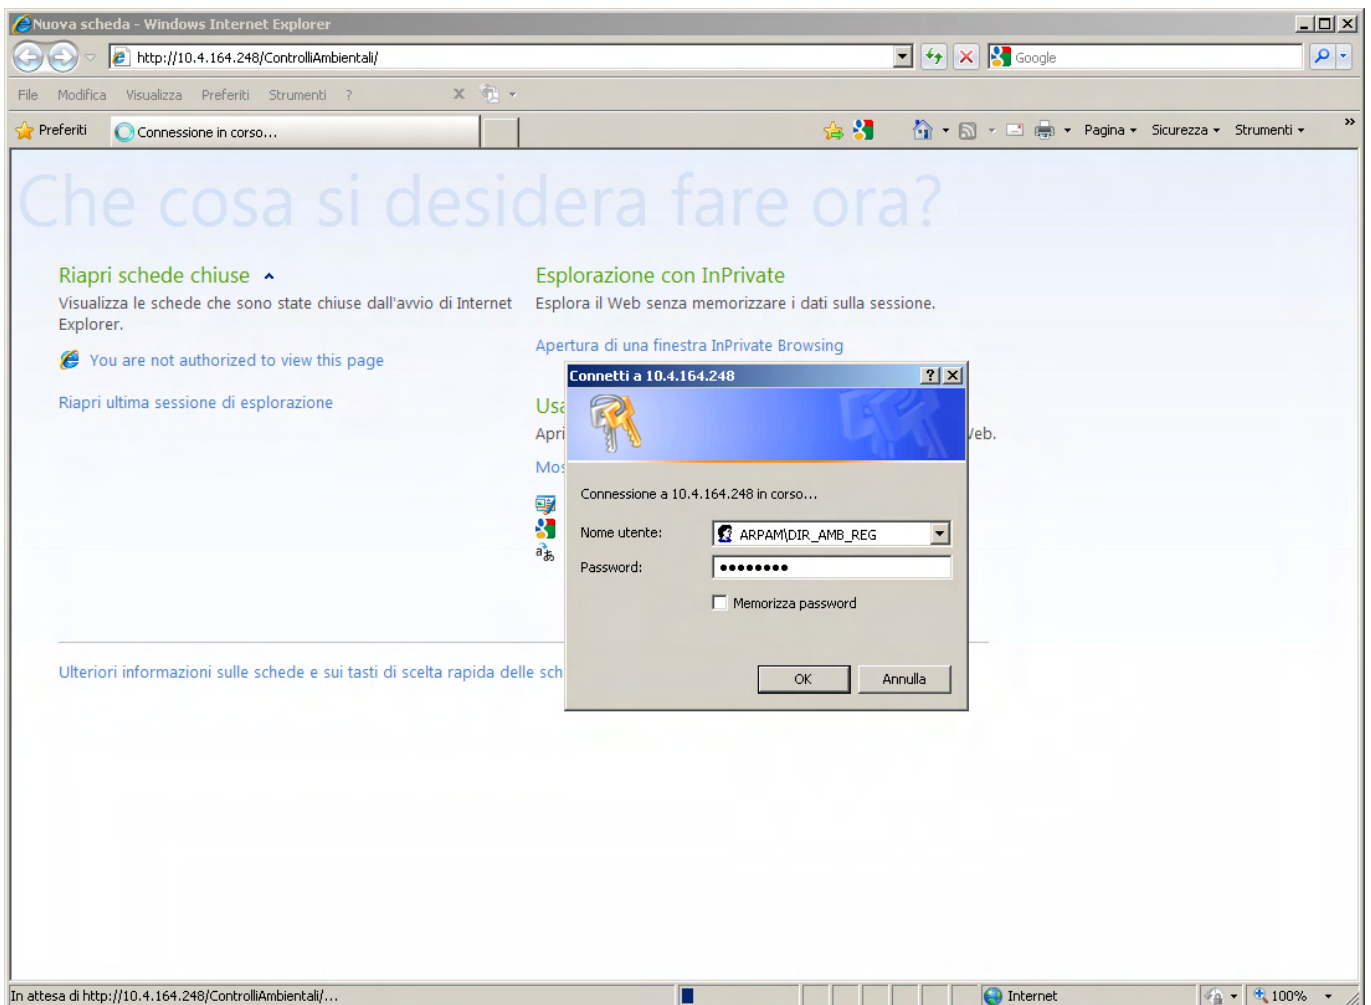 Nuova scheda - Windows Internet Explorer
http://10.4.164.248/ControlliAmbientali/
Google
File Modifica Visualizza Preferiti Strumenti ?
Preferiti
Connessione in corso...
Pagina Sicurezza Strumenti
Che cosa si desidera fare ora?
Riapri schede chiuse
Visualizza le schede che sono state chiuse dall'avvio di Internet
Explorer.
You are not authorized to view this page
Riapri ultima sessione di esplorazione
Esplorazione con InPrivate
Esplora il Web senza memorizzare i dati sulla sessione.
Apertura di una finestra InPrivate Browsing
Connetti a 10.4.164.248
Connessione a 10.4.164.248 in corso...
Nome utente:
ARPAM\DIR_AMB_REG
Password:
••••••••
Memorizza password
OK
Annulla
Ulteriori informazioni sulle schede e sui tasti di scelta rapida delle sch
In attesa di http://10.4.164.248/ControlliAmbientali/...
Internet
100%